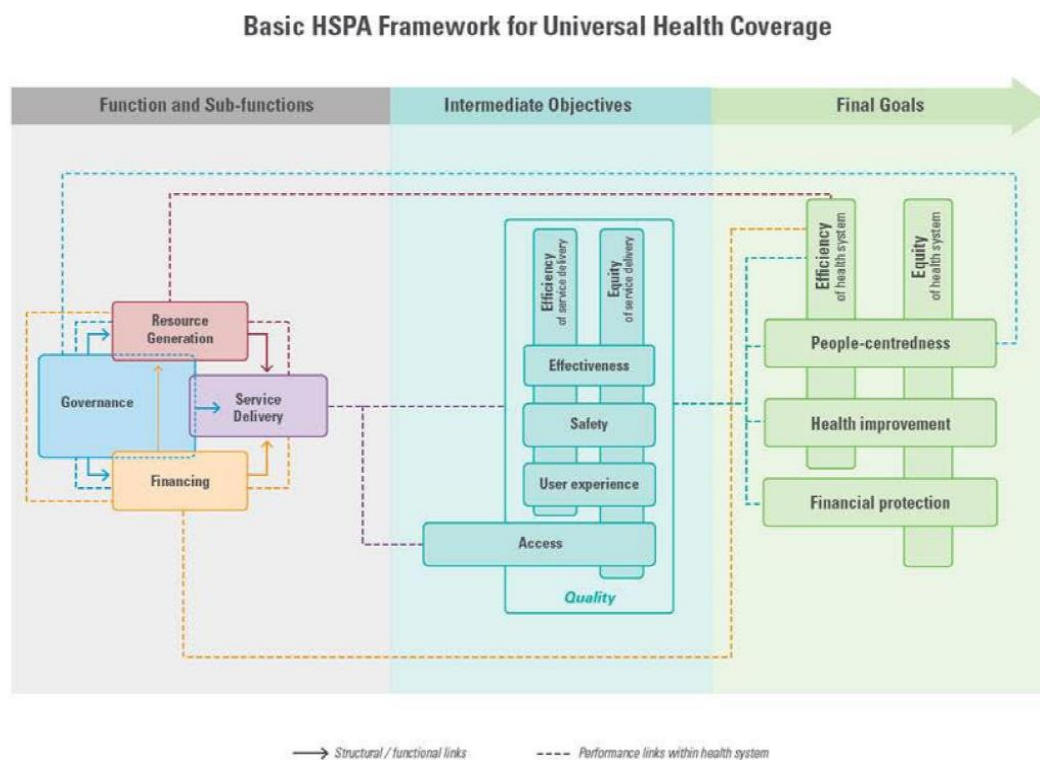 Basic HSPA Framework for Universal Health Coverage
Function and Sub-functions
Intermediate Objectives
Final Goals
Resource
Generation
Governance
Service
Delivery
Financing
Efficiency
of service delivery
Equity
of service delivery
Effectiveness
Safety
User experience
Access
Quality
Efficiency
of health system
Equity
of health system
People-centredness
Health improvement
Financial protection
Structural / functional links
Performance links within health system